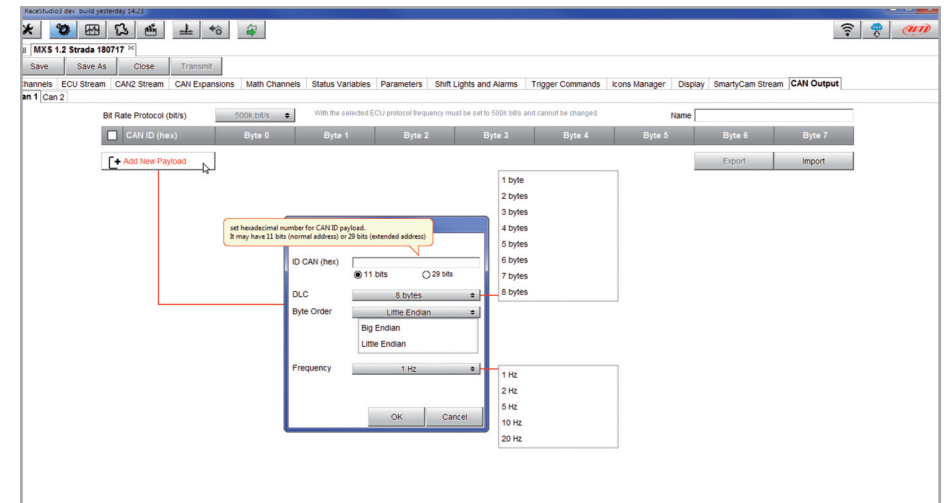 RaceStudio3 dev build yesterday 14:23
AiM
MXS 1.2 Strada 180717
Save Save As Close Transmit
Channels ECU Stream CAN2 Stream CAN Expansions Math Channels Status Variables Parameters Shift Lights and Alarms Trigger Commands Icons Manager Display SmartyCam Stream CAN Output
Can 1 Can 2
Bit Rate Protocol (bit/s) 500k bit/s With the selected ECU protocol frequency must be set to 500k bit/s and cannot be changed Name
CAN ID (hex) Byte 0 Byte 1 Byte 2 Byte 3 Byte 4 Byte 5 Byte 6 Byte 7
Add New Payload Export Import
1 byte
2 bytes
3 bytes
4 bytes
5 bytes
6 bytes
7 bytes
8 bytes
set hexadecimal number for CAN ID payload.
It may have 11 bits (normal address) or 29 bits (extended address)
ID CAN (hex)
11 bits 29 bits
DLC 8 bytes
Byte Order Little Endian
Big Endian
Little Endian
Frequency 1 Hz
1 Hz
2 Hz
5 Hz
10 Hz
20 Hz
OK Cancel